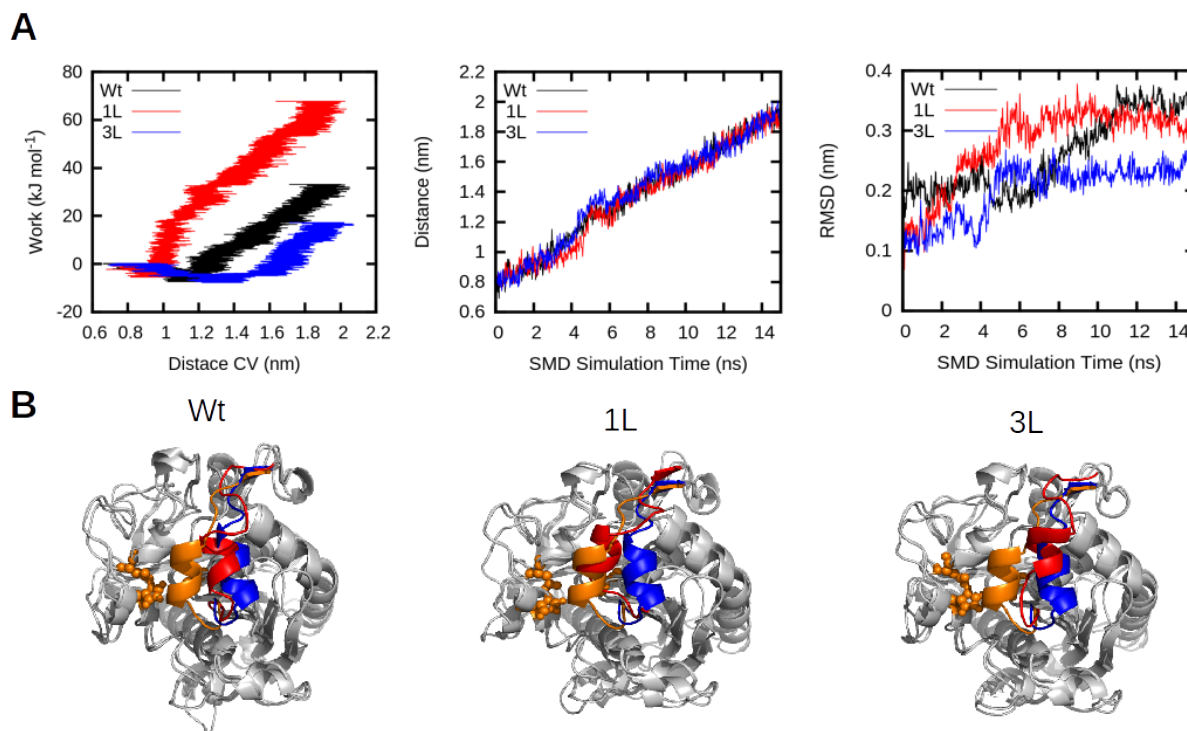 A
Wt
1L
3L
80
60
40
20
0
-20
Work (kJ mol-1)
0.6 0.8 1 1.2 1.4 1.6 1.8 2 2.2
Distace CV (nm)
Wt
1L
3L
2.2
2
1.8
1.6
1.4
1.2
1
0.8
0.6
Distance (nm)
0 2 4 6 8 10 12 14
SMD Simulation Time (ns)
Wt
1L
3L
0.4
0.3
0.2
0.1
0
RMSD (nm)
0 2 4 6 8 10 12 14
SMD Simulation Time (ns)
B
Wt
1L
3L